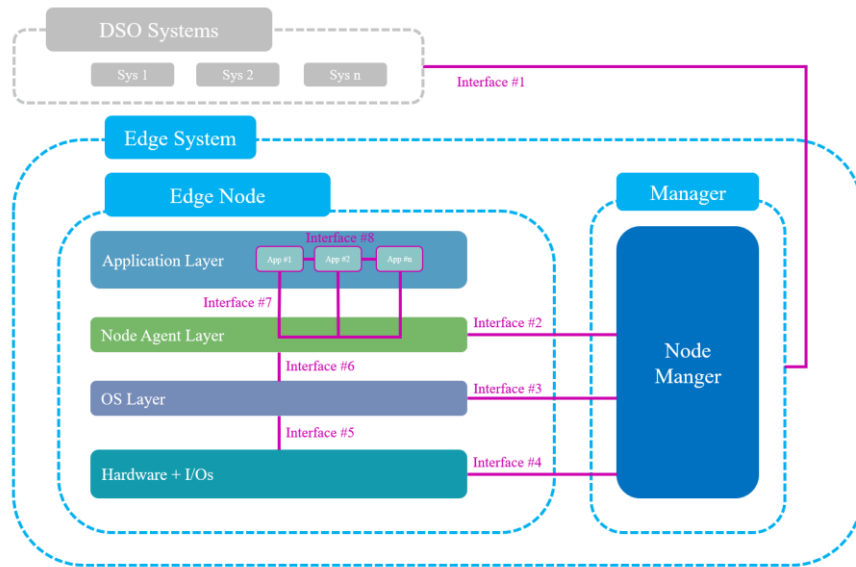 DSO Systems
Sys 1
Sys 2
Sys n
Interface #1
Edge System
Edge Node
Manager
Interface #8
Application Layer
App #1
App #2
App #n
Interface #7
Node Agent Layer
Interface #2
Node
Manger
Interface #6
OS Layer
Interface #3
Interface #5
Hardware + I/Os
Interface #4